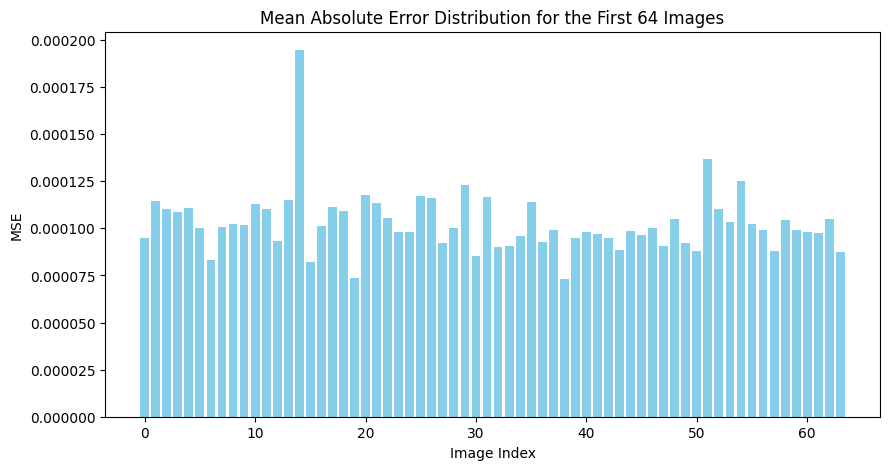 Mean Absolute Error Distribution for the First 64 Images
0.000200
0.000175
0.000150
0.000125
0.000100
0.000075
0.000050
0.000025
0.000000
MSE
0 10 20 30 40 50 60
Image Index